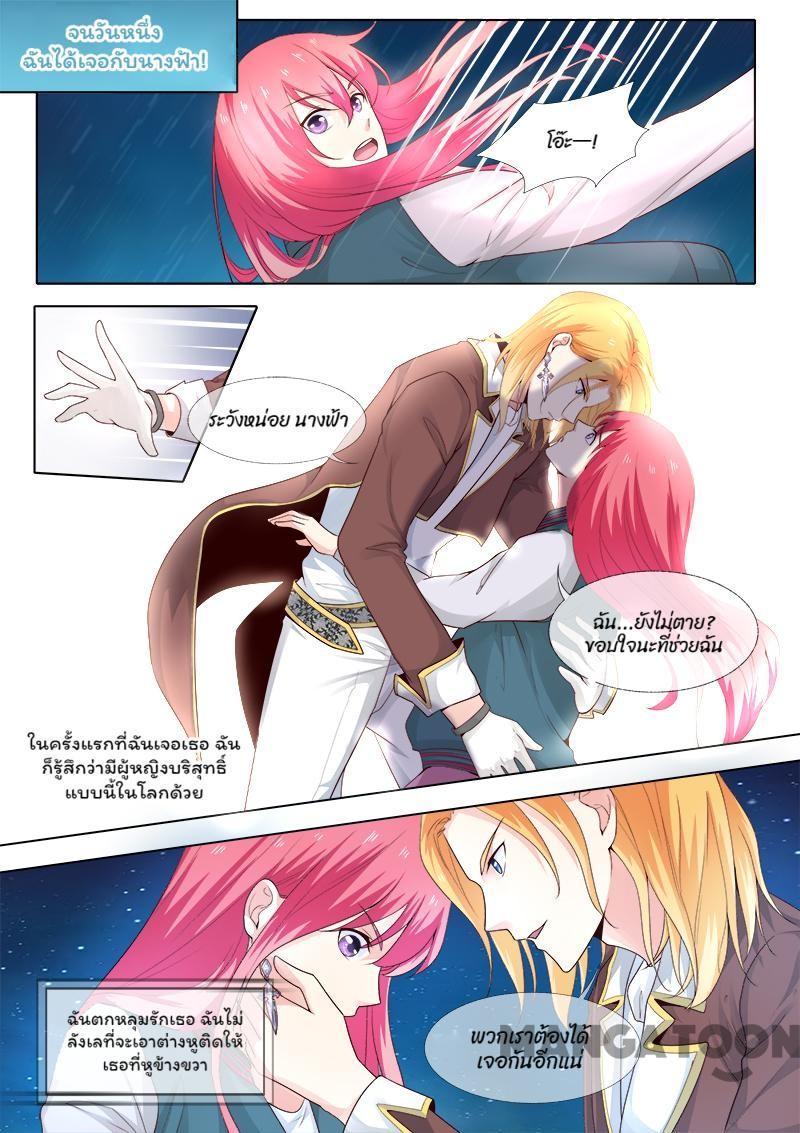 จนวันหนึ่ง
ฉันได้เจอกับนางฟ้า!
โอ๊ะ—!
ระวังหน่อย นางฟ้า
ฉัน...ยังไม่ตาย?
ขอบใจนะที่ช่วยฉัน
ในครั้งแรกที่ฉันเจอเธอ ฉัน
ก็รู้สึกว่ามีผู้หญิงบริสุทธิ์
แบบนี้ในโลกด้วย
ฉันตกหลุมรักเธอ ฉันไม่
ลังเลที่จะเอาต่างหูติดให้
เธอที่หูข้างขวา
พวกเราต้องได้
เจอกันอีกแน่
MANGATOON